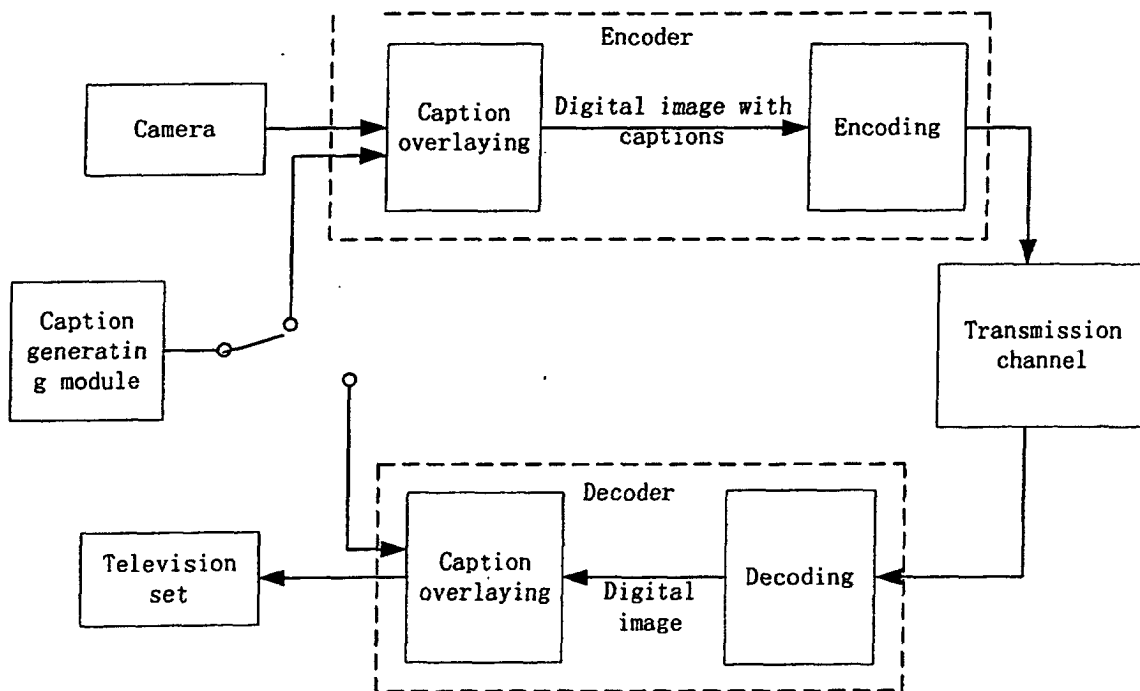 Encoder
Camera
Caption
overlaying
Digital image with
captions
Encoding
Caption
generatin
g module
Transmission
channel
Decoder
Television
set
Caption
overlaying
Digital
image
Decoding